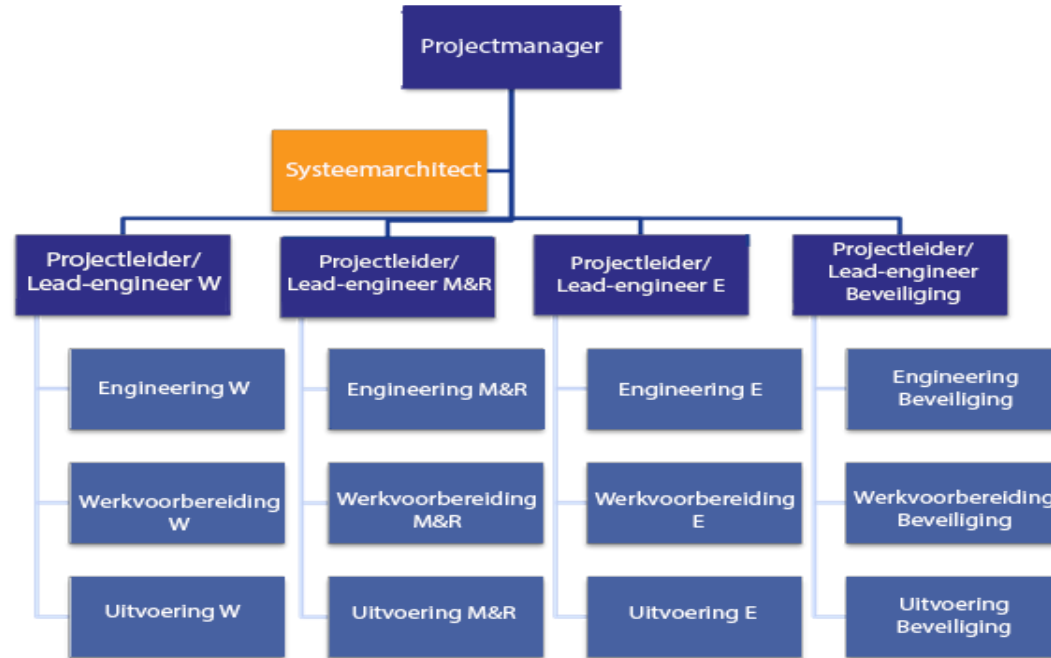 Projectmanager
Systeemarchitect
Projectleider/
Lead-engineer W
Projectleider/
Lead-engineer M&R
Projectleider/
Lead-engineer E
Projectleider/
Lead-engineer
Beveiliging
Engineering W
Engineering M&R
Engineering E
Engineering
Beveiliging
Werkvoorbereiding
W
Werkvoorbereiding
M&R
Werkvoorbereiding
E
Werkvoorbereiding
Beveiliging
Uitvoering W
Uitvoering M&R
Uitvoering E
Uitvoering
Beveiliging